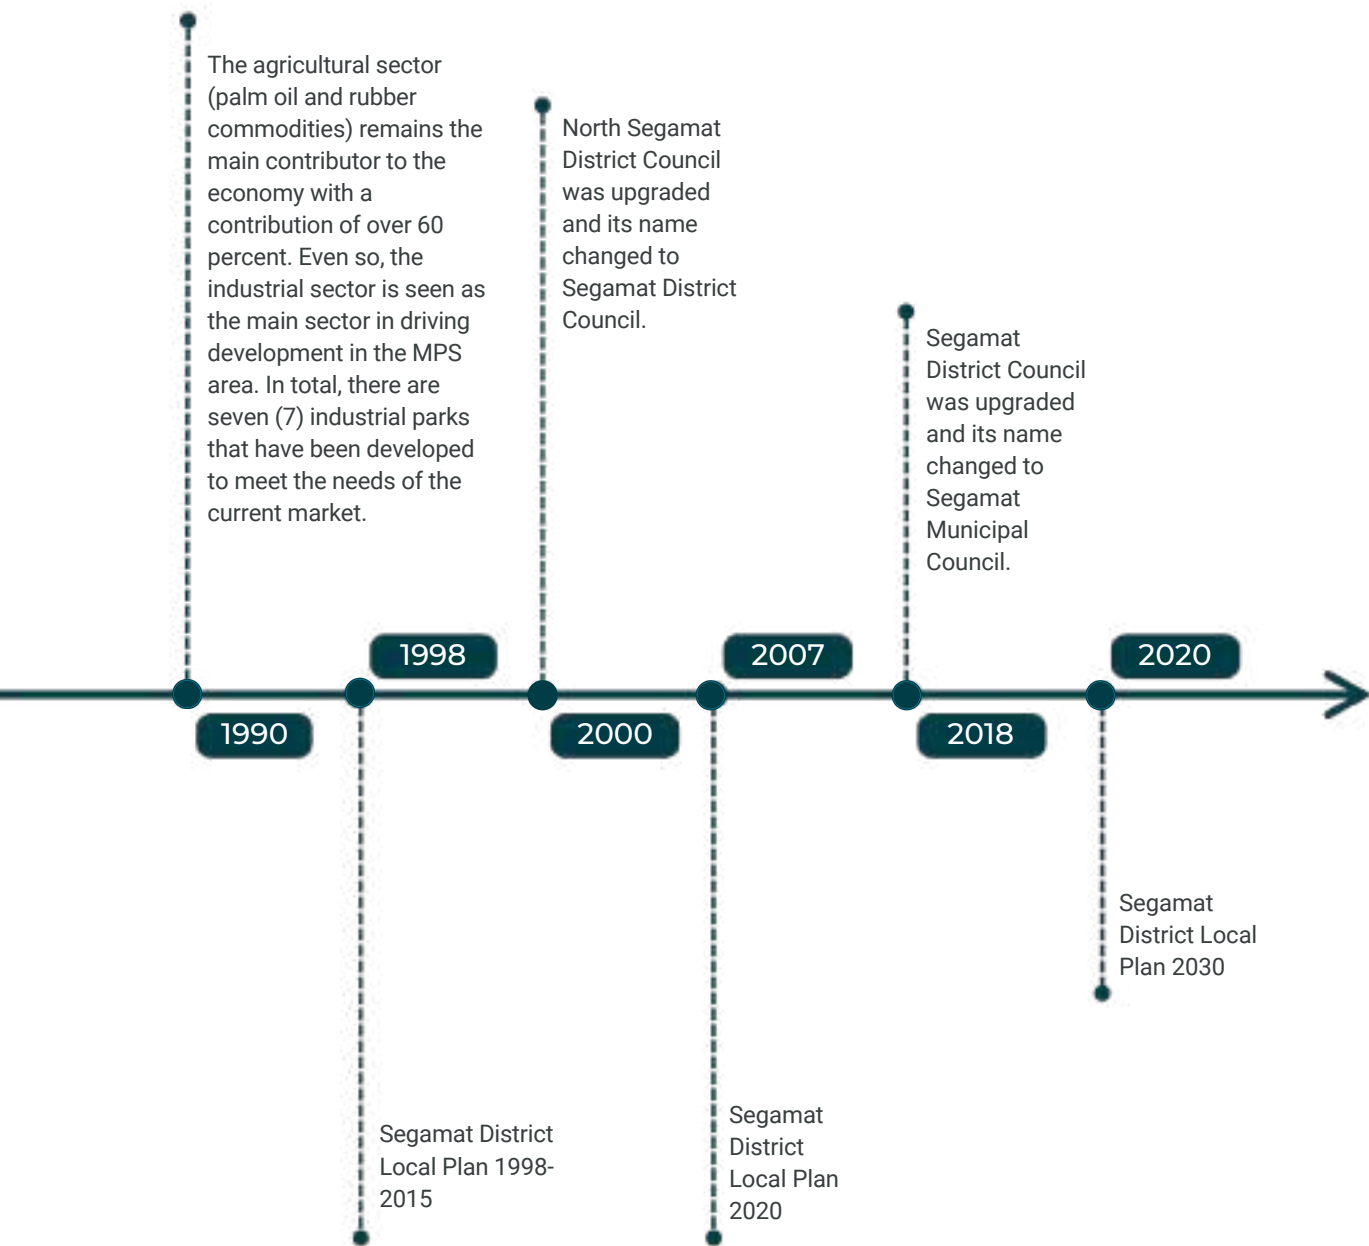 The agricultural sector
(palm oil and rubber
commodities) remains the
main contributor to the
economy with a
contribution of over 60
percent. Even so, the
industrial sector is seen as
the main sector in driving
development in the MPS
area. In total, there are
seven (7) industrial parks
that have been developed
to meet the needs of the
current market.
1990
1998
Segamat District
Local Plan 1998-
2015
North Segamat
District Council
was upgraded
and its name
changed to
Segamat District
Council.
2000
2007
Segamat
District
Local Plan
2020
Segamat
District Council
was upgraded
and its name
changed to
Segamat
Municipal
Council.
2018
2020
Segamat
District Local
Plan 2030